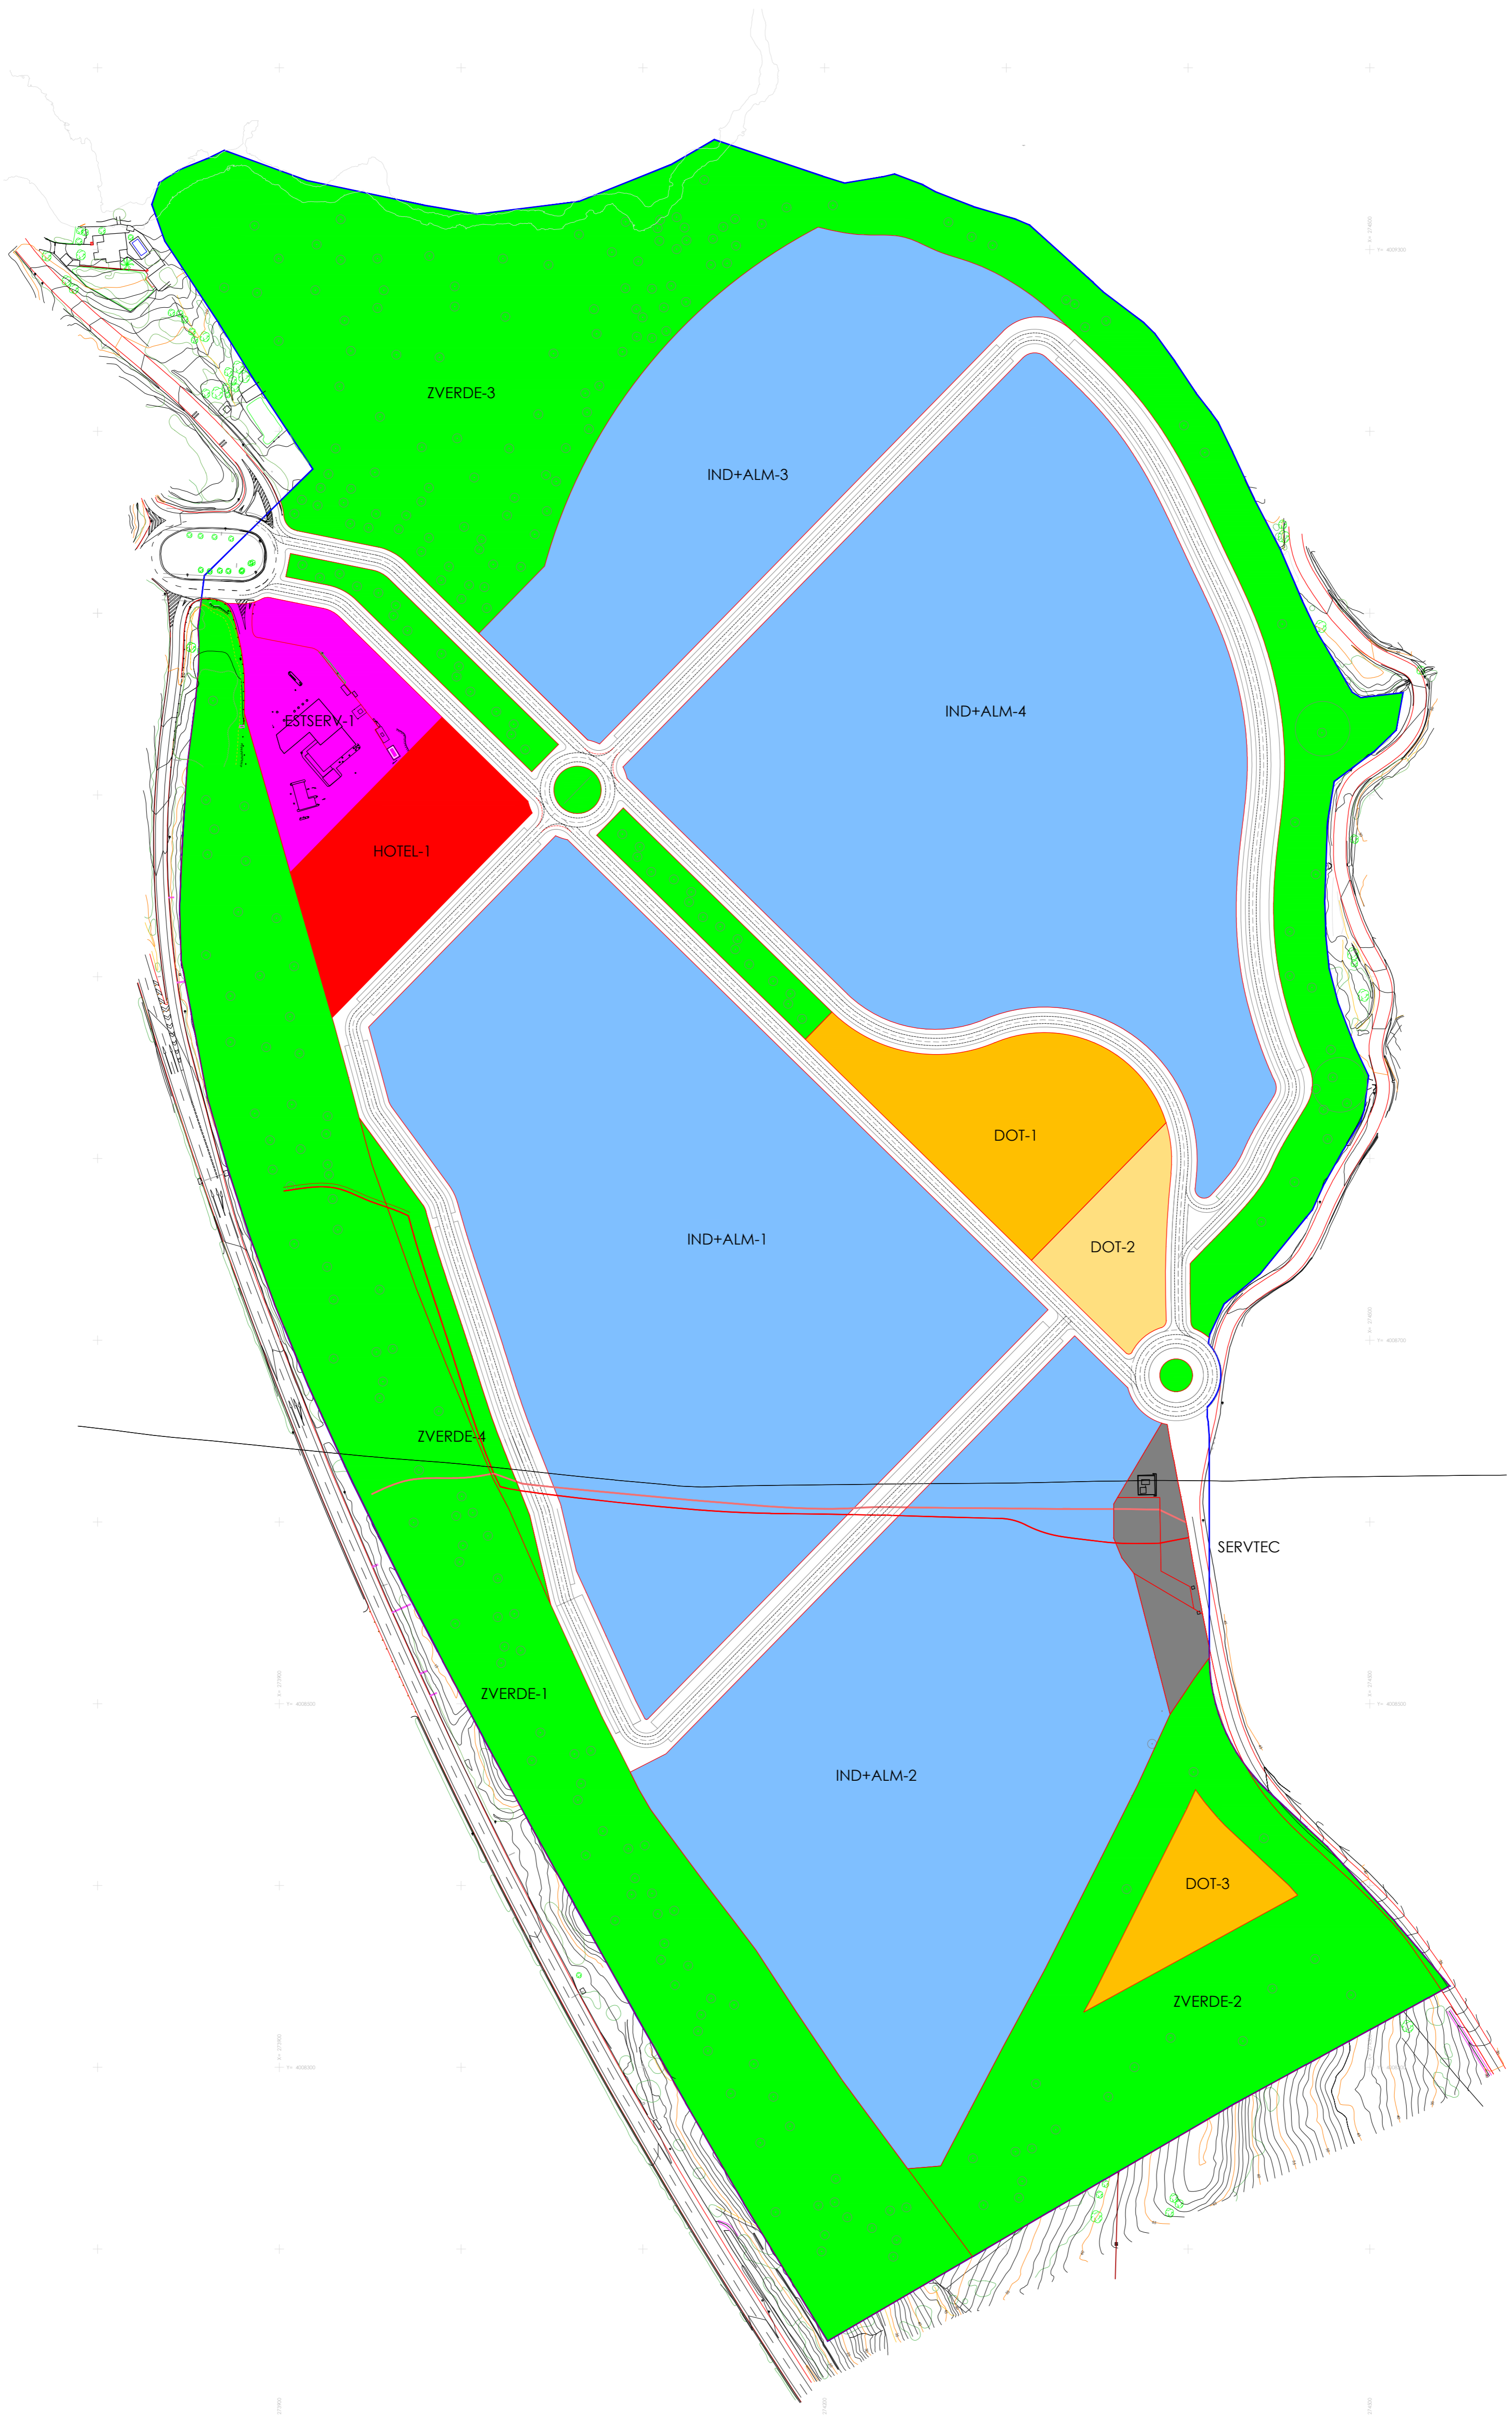 ZVERDE-3
IND+ALM-3
IND+ALM-4
ESTSERV-1
HOTEL-1
DOT-1
IND+ALM-1
DOT-2
ZVERDE-4
SERVTEC
ZVERDE-1
IND+ALM-2
DOT-3
ZVERDE-2